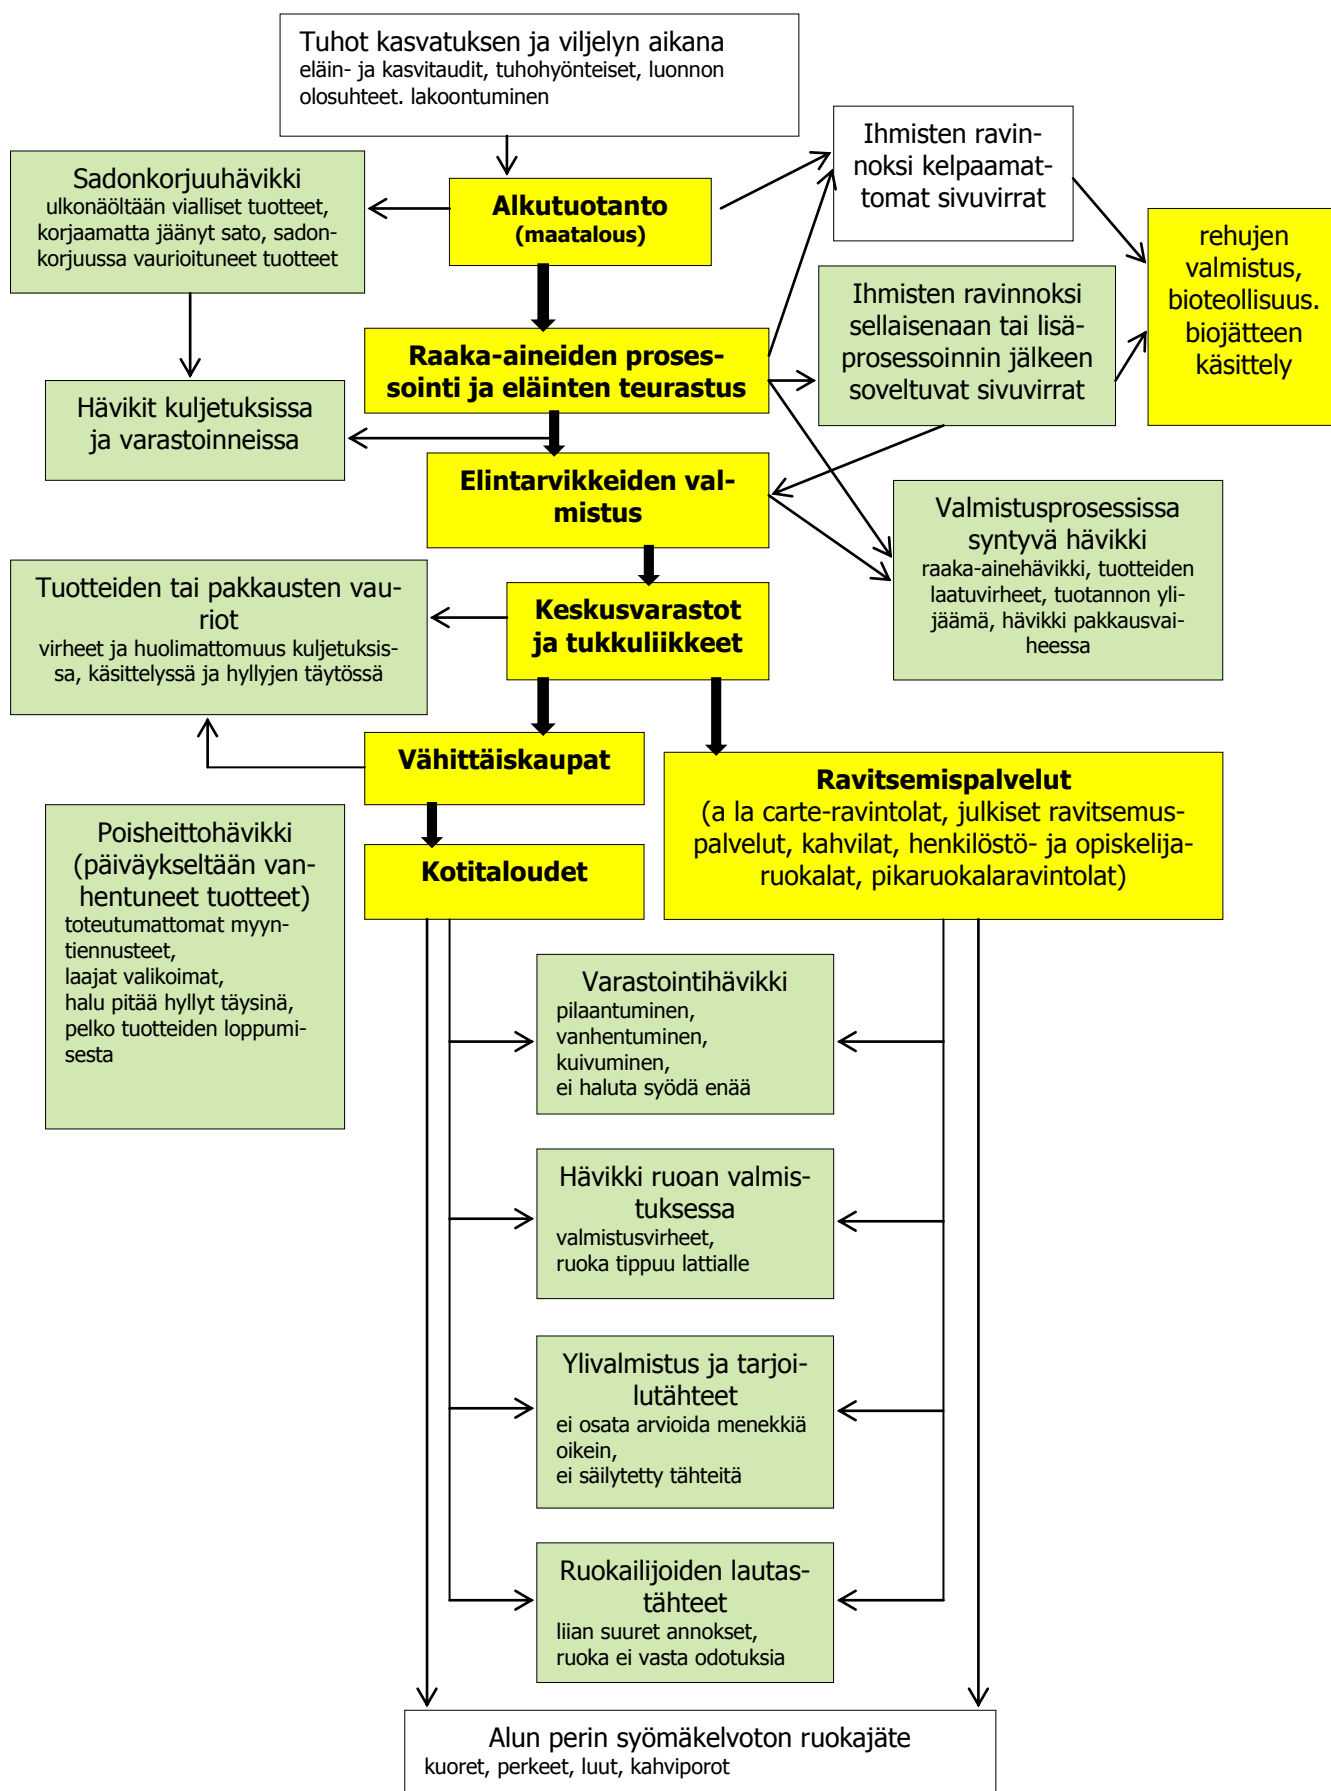 Tuhot kasvatuksen ja viljelyn aikana
eläin- ja kasvitaudit, tuhohyönteiset, luonnon
olosuhteet. lakoontuminen
Ihmisten ravin-
noksi kelpaamat-
tomat sivuvirrat
Sadonkorjuuhävikki
ulkonäöltään vialliset tuotteet,
korjaamatta jäänyt sato, sadon-
korjuussa vaurioituneet tuotteet
Alkutuotanto
(maatalous)
rehujen
valmistus,
bioteollisuus.
biojätteen
käsittely
Ihmisten ravinnoksi
sellaisenaan tai lisä-
prosessoinnin jälkeen
soveltuvat sivuvirrat
Raaka-aineiden proses-
sointi ja eläinten teurastus
Hävikit kuljetuksissa
ja varastoinneissa
Elintarvikkeiden val-
mistus
Valmistusprosessissa
syntyvä hävikki
raaka-ainehävikki, tuotteiden
laatuvirheet, tuotannon yli-
jäämä, hävikki pakkausvai-
heessa
Tuotteiden tai pakkausten vau-
riot
virheet ja huolimattomuus kuljetuksis-
sa, käsittelyssä ja hyllyjen täytössä
Keskusvarastot
ja tukkuliikkeet
Vähittäiskaupat
Ravitsemispalvelut
(a la carte-ravintolat, julkiset ravitsemus-
palvelut, kahvilat, henkilöstö- ja opiskelija-
ruokalat, pikaruokalaravintolat)
Poisheittohävikki
(päiväykseltään van-
hentuneet tuotteet)
toteutumattomat myyn-
tiennusteet,
laajat valikoimat,
halu pitää hyllyt täysinä,
pelko tuotteiden loppumi-
sesta
Kotitaloudet
Varastointihävikki
pilaantuminen,
vanhentuminen,
kuivuminen,
ei haluta syödä enää
Hävikki ruoan valmis-
tuksessa
valmistusvirheet,
ruoka tippuu lattialle
Ylivalmistus ja tarjoi-
lutähteet
ei osata arvioida menekkiä
oikein,
ei säilytetty tähteitä
Ruokailijoiden lautas-
tähteet
liian suuret annokset,
ruoka ei vasta odotuksia
Alun perin syömäkelvoton ruokajäte
kuoret, perkeet, luut, kahviporot